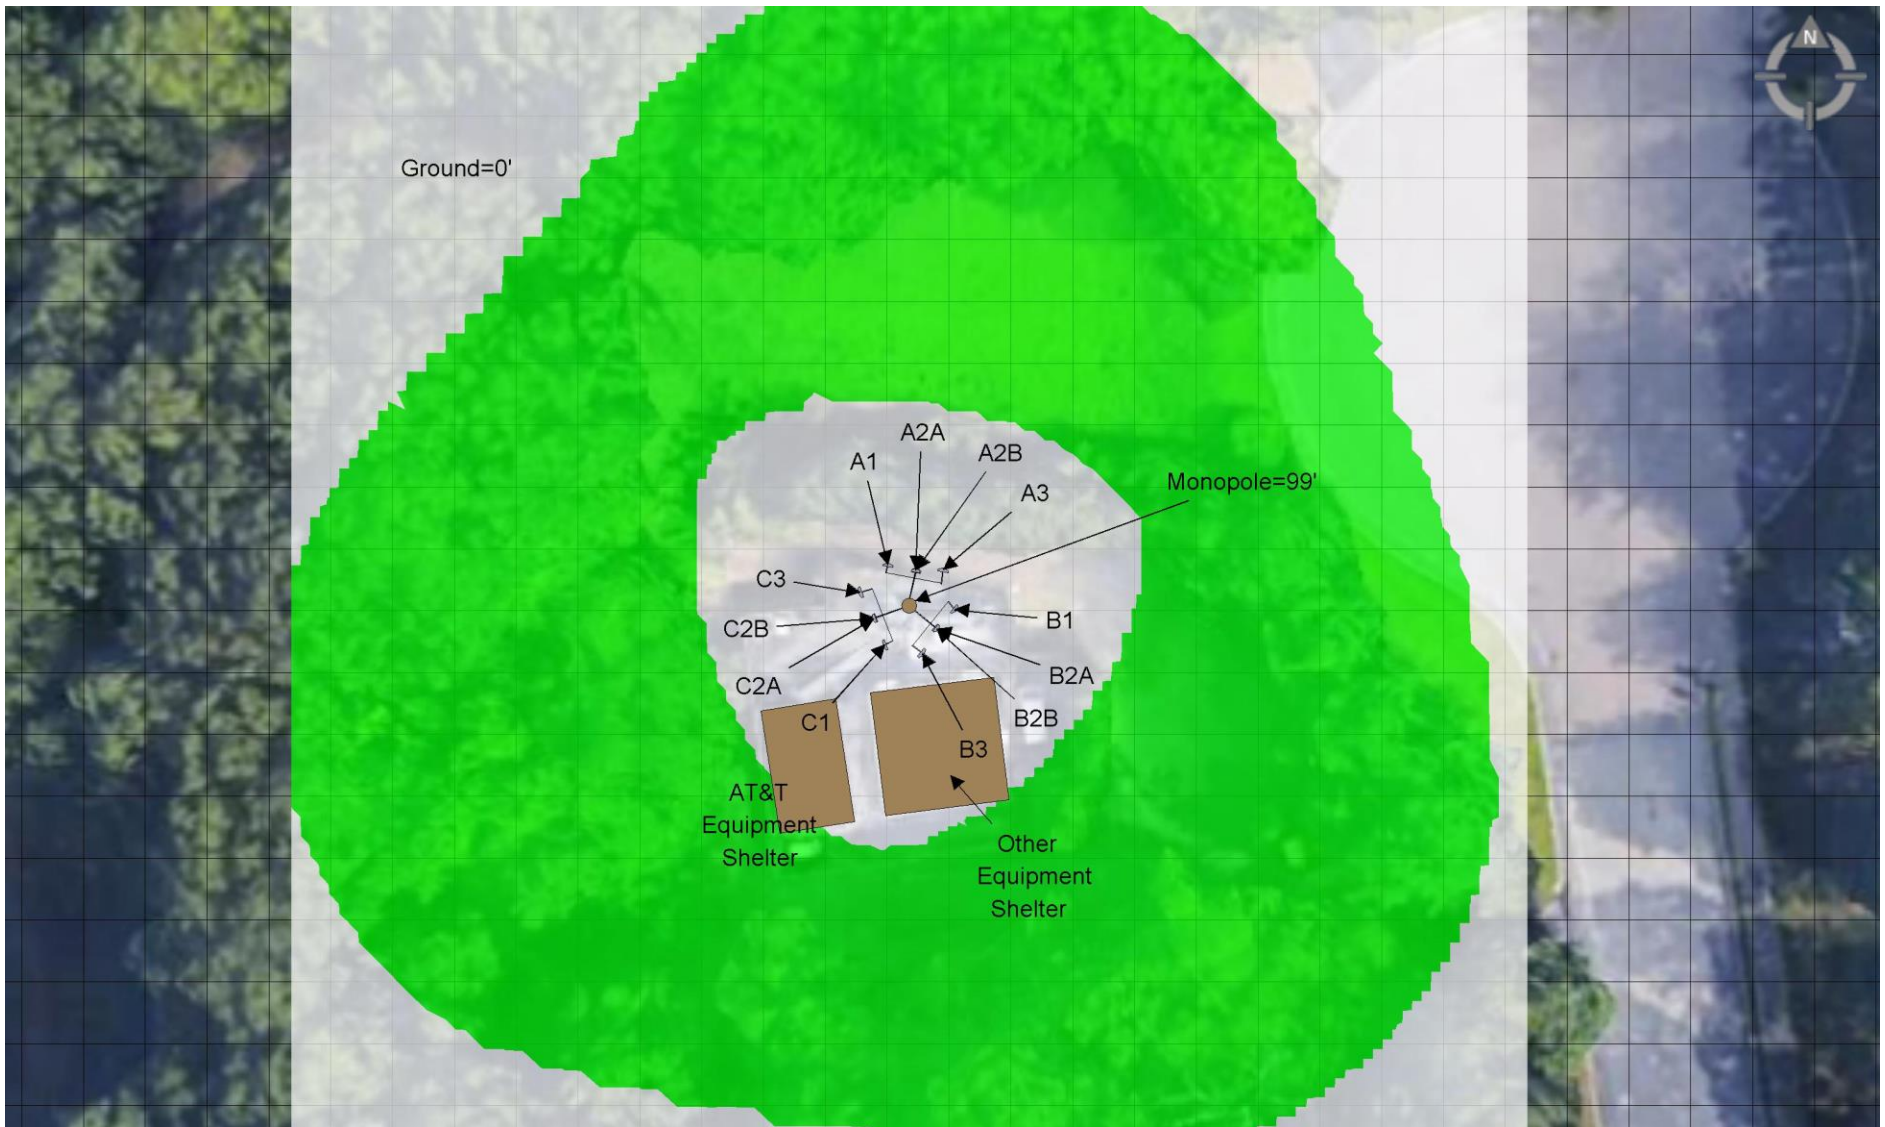 N
Ground=0'
A2A
A2B
A1
A3
Monopole=99'
C3
C2B
B1
C2A
B2A
C1
B2B
B3
AT&T
Equipment
Shelter
Other
Equipment
Shelter